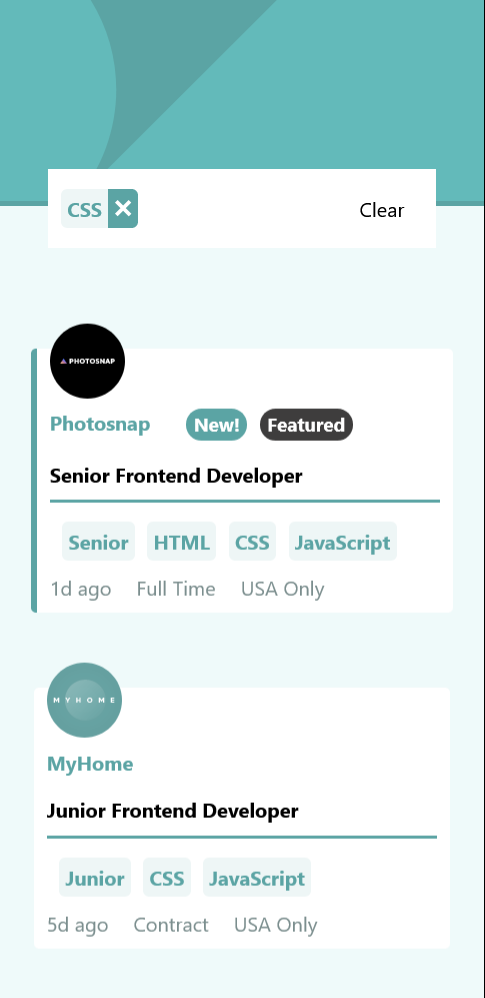 CSS ✕ Clear
PHOTOSNAP
Photosnap New! Featured
Senior Frontend Developer
Senior HTML CSS JavaScript
1d ago Full Time USA Only
MYHOME
MyHome
Junior Frontend Developer
Junior CSS JavaScript
5d ago Contract USA Only